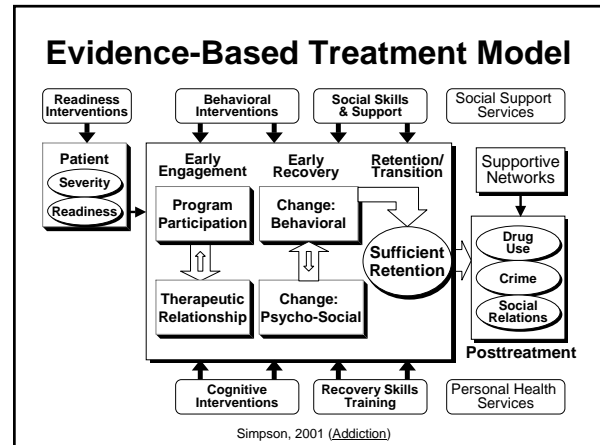 Evidence-Based Treatment Model
Readiness
Interventions
Behavioral
Interventions
Social Skills
& Support
Social Support
Services
Patient
Severity
Readiness
Early
Engagement
Early
Recovery
Retention/
Transition
Program
Participation
Change:
Behavioral
Sufficient
Retention
Therapeutic
Relationship
Change:
Psycho-Social
Supportive
Networks
Drug
Use
Crime
Social
Relations
Posttreatment
Cognitive
Interventions
Recovery Skills
Training
Personal Health
Services
Simpson, 2001 (Addiction)